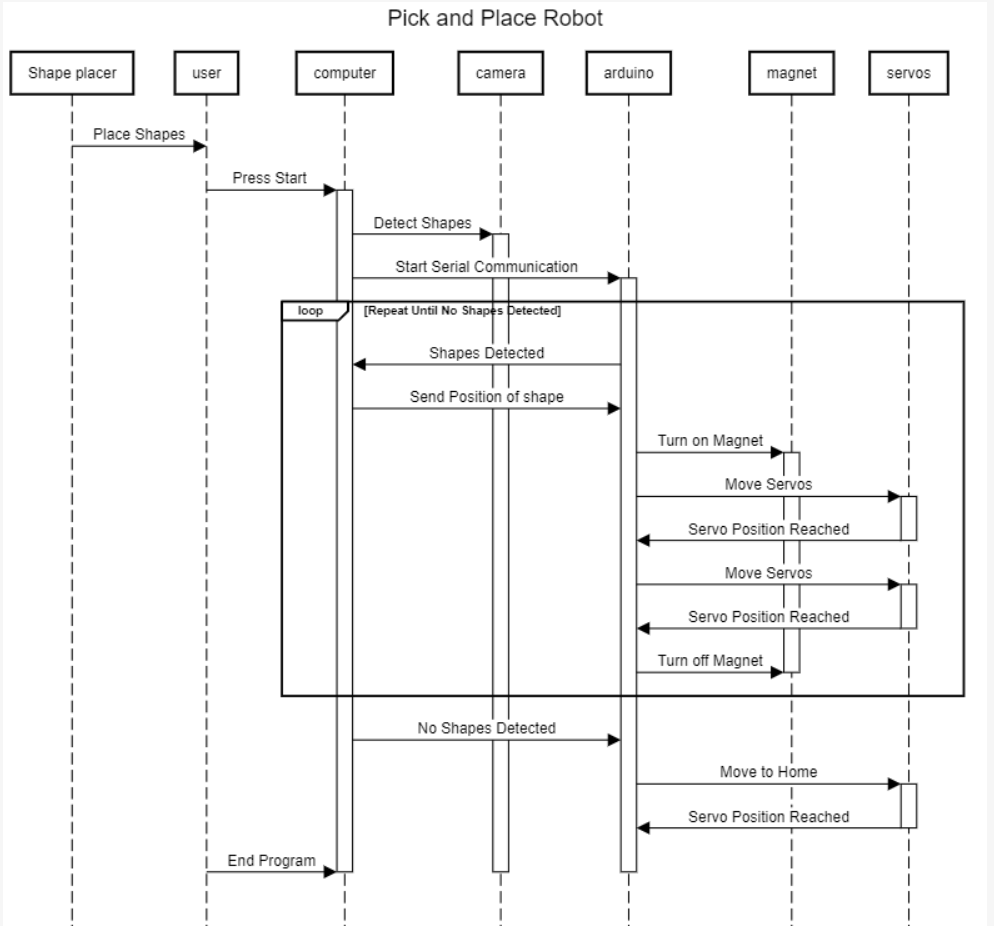 Pick and Place Robot
Shape placer
user
computer
camera
arduino
magnet
servos
Place Shapes
Press Start
Detect Shapes
Start Serial Communication
loop
[Repeat Until No Shapes Detected]
Shapes Detected
Send Position of shape
Turn on Magnet
Move Servos
Servo Position Reached
Move Servos
Servo Position Reached
Turn off Magnet
No Shapes Detected
Move to Home
Servo Position Reached
End Program